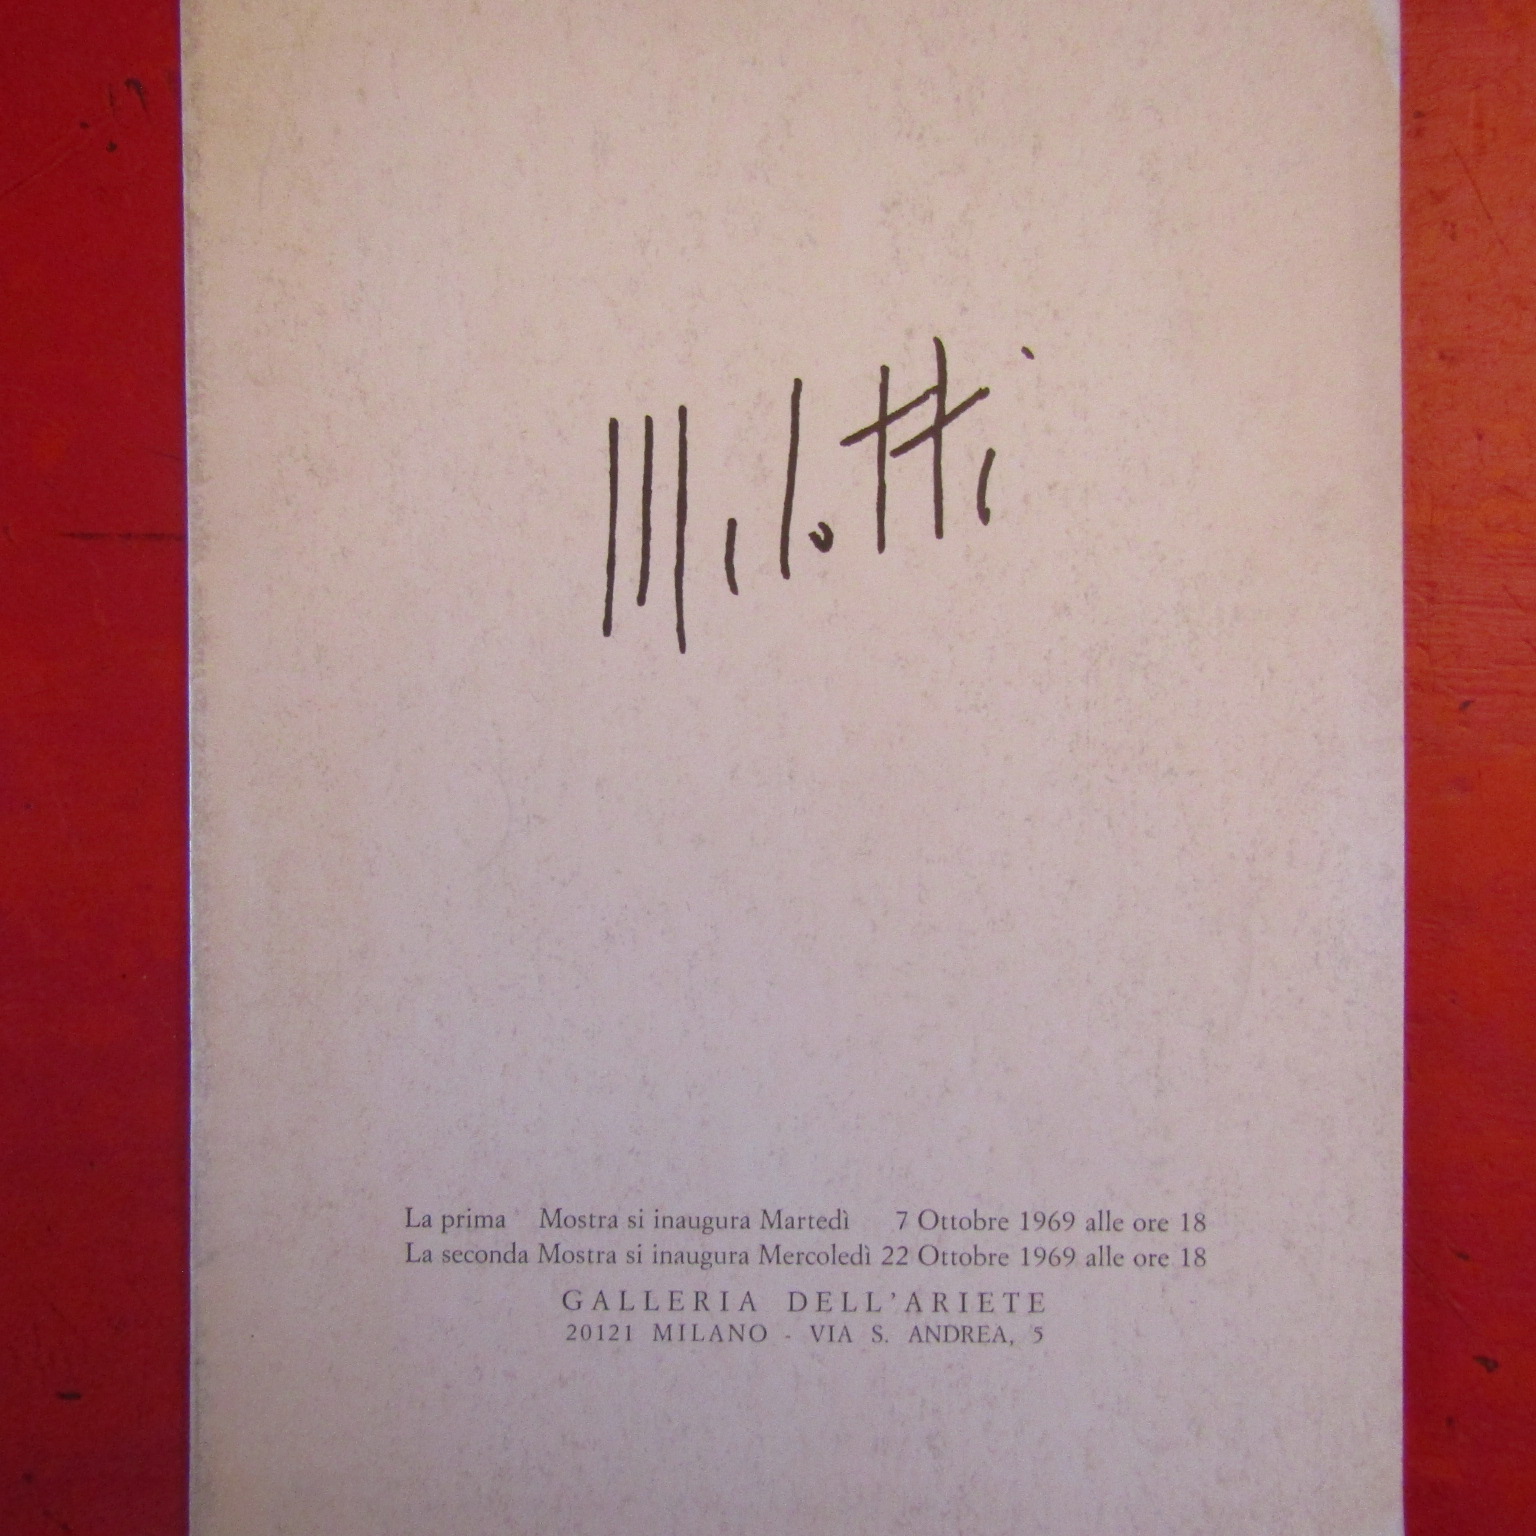 Melotti
La prima Mostra si inaugura Martedì 7 Ottobre 1969 alle ore 18
La seconda Mostra si inaugura Mercoledì 22 Ottobre 1969 alle ore 18
GALLERIA DELL'ARIETE
20121 MILANO - VIA S. ANDREA, 5